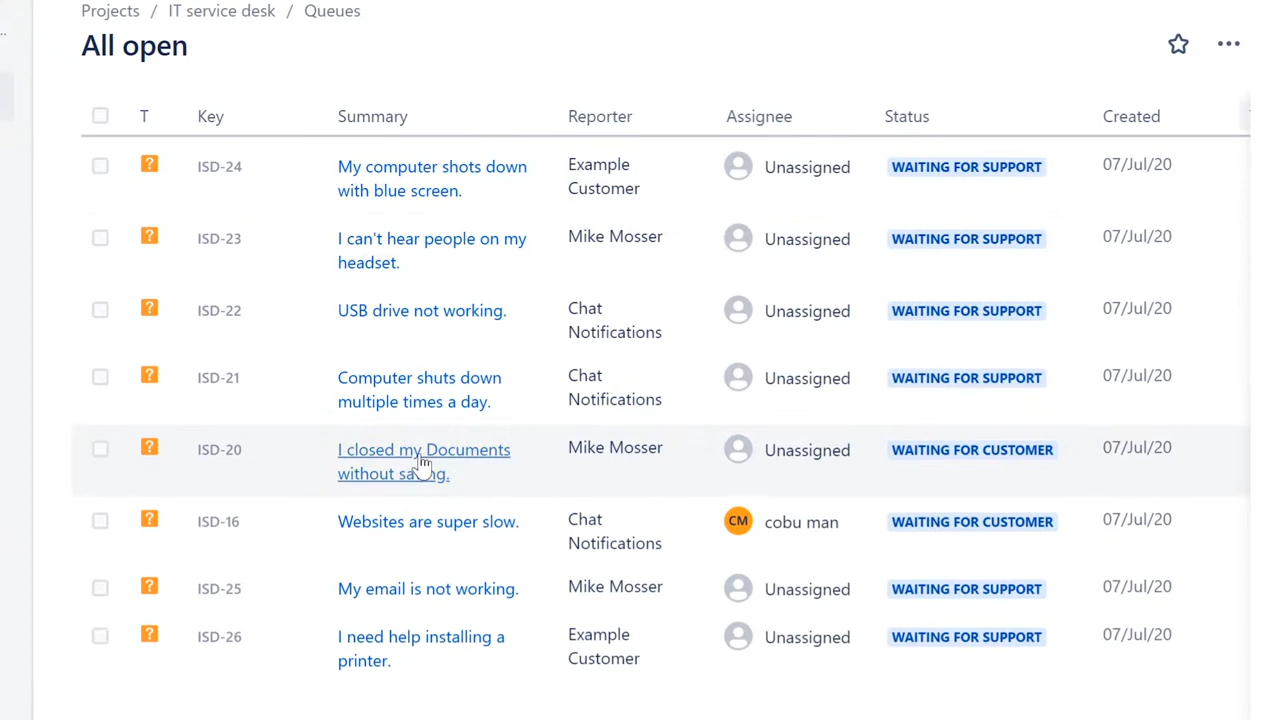 Projects / IT service desk / Queues
All open
T Key Summary Reporter Assignee Status Created
? ISD-24 My computer shots down Example Unassigned WAITING FOR SUPPORT 07/Jul/20
with blue screen. Customer
? ISD-23 I can't hear people on my Mike Mosser Unassigned WAITING FOR SUPPORT 07/Jul/20
headset.
? ISD-22 USB drive not working. Chat Unassigned WAITING FOR SUPPORT 07/Jul/20
Notifications
? ISD-21 Computer shuts down Chat Unassigned WAITING FOR SUPPORT 07/Jul/20
multiple times a day. Notifications
? ISD-20 I closed my Documents Mike Mosser Unassigned WAITING FOR CUSTOMER 07/Jul/20
without saving.
? ISD-16 Websites are super slow. Chat CM cobu man WAITING FOR CUSTOMER 07/Jul/20
Notifications
? ISD-25 My email is not working. Mike Mosser Unassigned WAITING FOR SUPPORT 07/Jul/20
? ISD-26 I need help installing a Example Unassigned WAITING FOR SUPPORT 07/Jul/20
printer. Customer